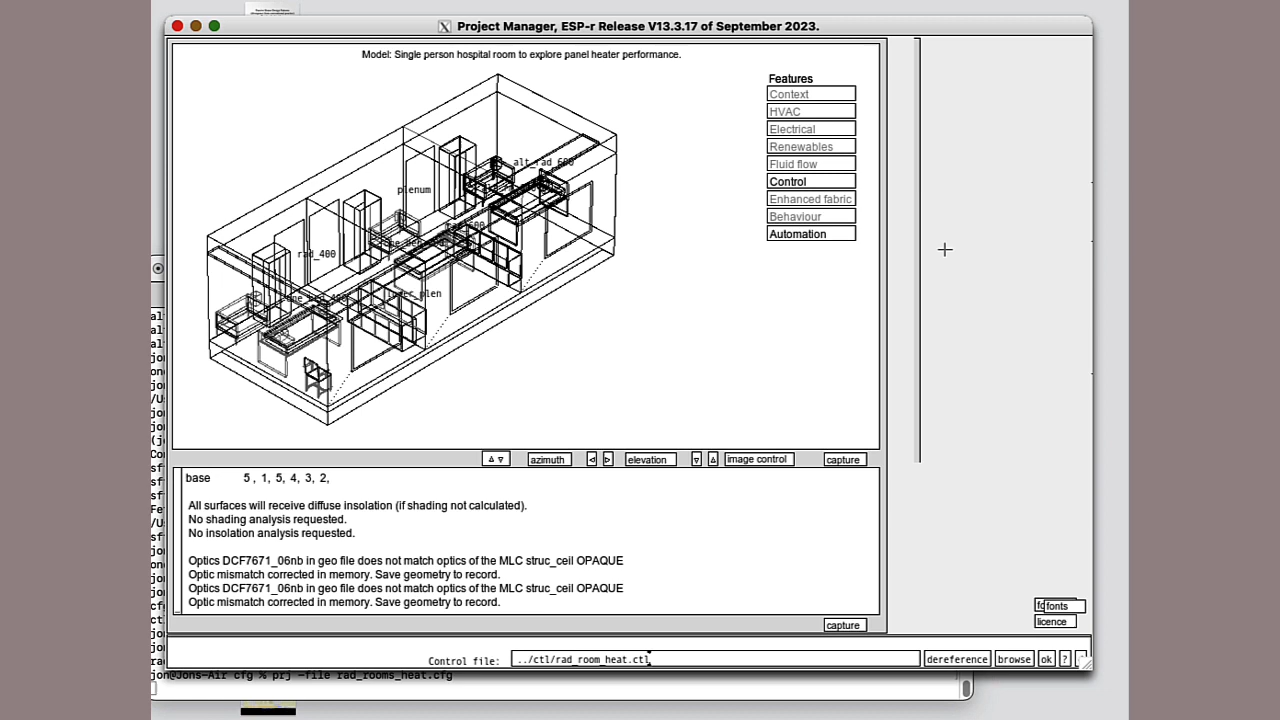 Project Manager, ESP-r Release V13.3.17 of September 2023.
Model: Single person hospital room to explore panel heater performance.
Features
Context
HVAC
Electrical
Renewables
Fluid flow
Control
Enhanced fabric
Behaviour
Automation
alt_rad_600
plenum
rad_400
azimuth
elevation
image control
capture
base 5 , 1, 5, 4, 3, 2,
All surfaces will receive diffuse insolation (if shading not calculated).
No shading analysis requested.
No insolation analysis requested.
Optics DCF7671_06nb in geo file does not match optics of the MLC struc_ceil OPAQUE
Optic mismatch corrected in memory. Save geometry to record.
Optics DCF7671_06nb in geo file does not match optics of the MLC struc_ceil OPAQUE
Optic mismatch corrected in memory. Save geometry to record.
capture
fonts
licence
Control file: ../ctl/rad_room_heat.ctl
dereference
browse
ok
?
jon@Jons-Air cfg % prj -file rad_rooms_heat.cfg